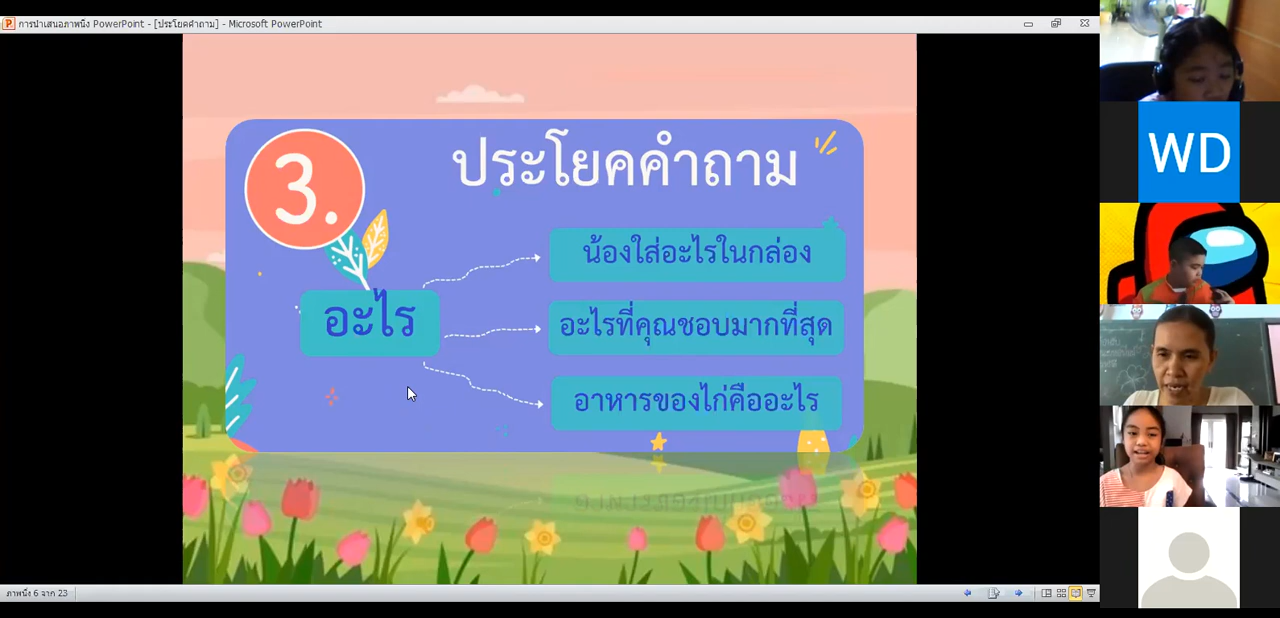 การนำเสนอภาพนิ่ง PowerPoint - [ประโยคคำถาม] - Microsoft PowerPoint
3.
ประโยคคำถาม
อะไร
น้องใส่อะไรในกล่อง
อะไรที่คุณชอบมากที่สุด
อาหารของไก่คืออะไร
WD
ภาพนิ่ง 6 จาก 23